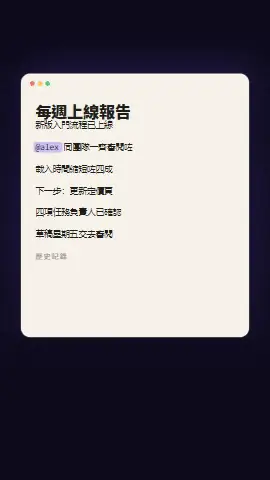 每週上線報告
新版入門流程已上線
@alex 同團隊一齊審閱咗
載入時間縮短咗四成
下一步：更新定價頁
四項任務負責人已確認
草稿星期五交去審閱
歷史紀錄